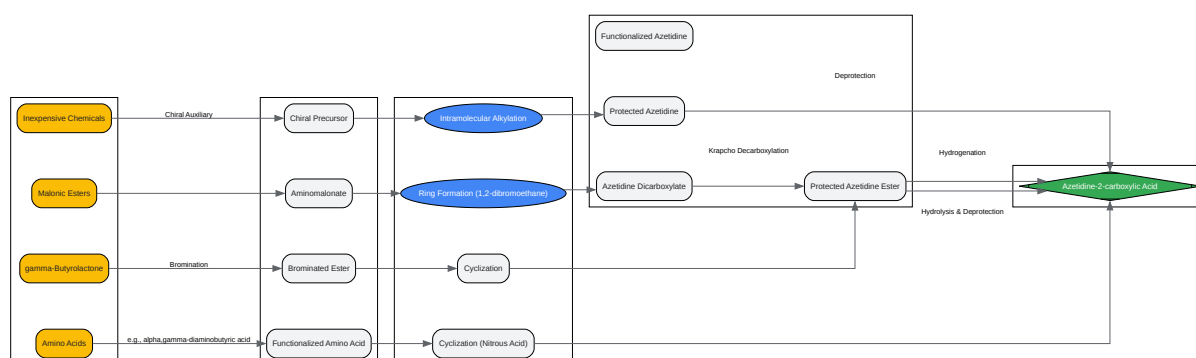 Functionalized Azetidine
Deprotection
Inexpensive Chemicals
Chiral Auxiliary
Chiral Precursor
Intramolecular Alkylation
Protected Azetidine
Krapcho Decarboxylation
Hydrogenation
Malonic Esters
Aminomalonate
Ring Formation (1,2-dibromoethane)
Azetidine Dicarboxylate
Protected Azetidine Ester
Azetidine-2-carboxylic Acid
Hydrolysis & Deprotection
gamma-Butyrolactone
Bromination
Brominated Ester
Cyclization
Amino Acids
e.g., alpha,gamma-diaminobutyric acid
Functionalized Amino Acid
Cyclization (Nitrous Acid)